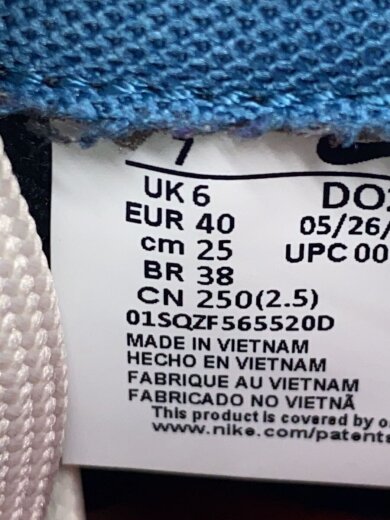 7
UK 6 DO
EUR 40 05/26/
cm 25 UPC 00
BR 38
CN 250(2.5)
01SQZF565520D
MADE IN VIETNAM
HECHO EN VIETNAM
FABRIQUE AU VIETNAM
FABRICADO NO VIETNÃ
This product is covered by o
www.nike.com/patents